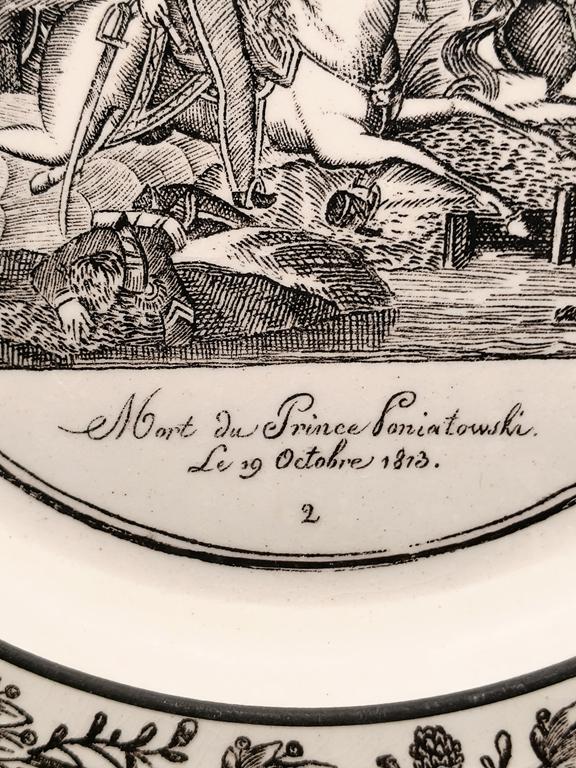 Mort du Prince Poniatowski.
Le 19 Octobre 1813.
2